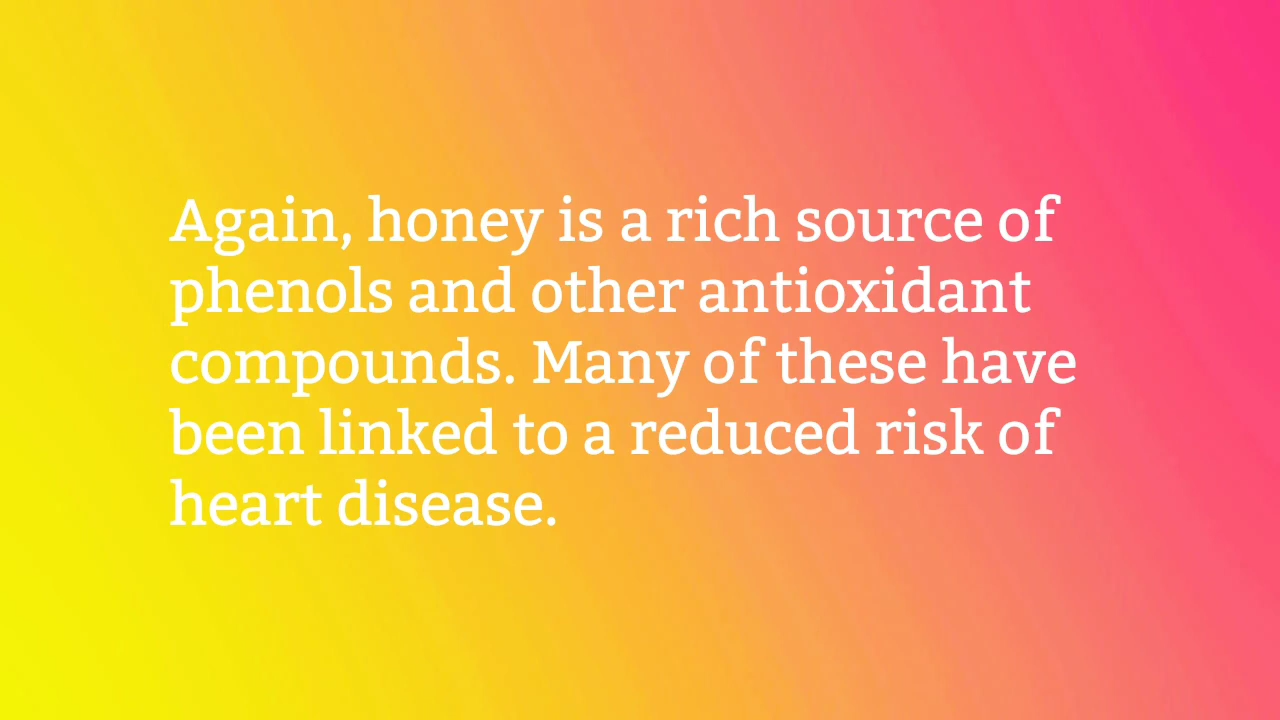 Again, honey is a rich source of
phenols and other antioxidant
compounds. Many of these have
been linked to a reduced risk of
heart disease.